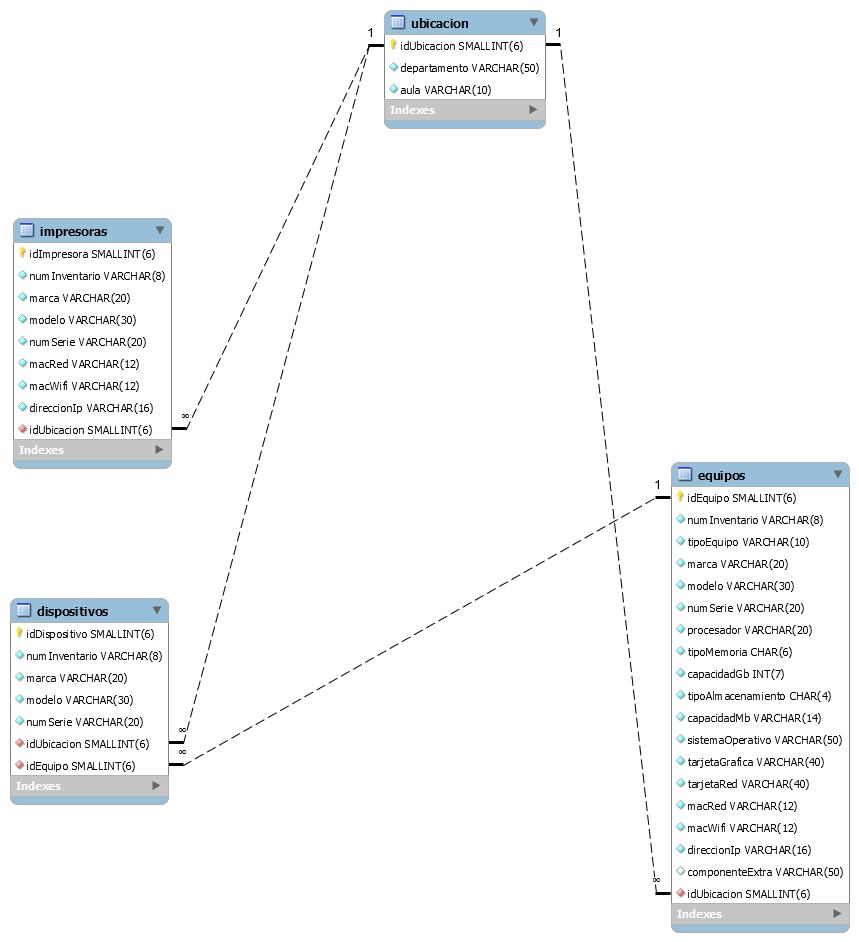 ubicacion
idUbicacion SMALLINT(6)
departamento VARCHAR(50)
aula VARCHAR(10)
Indexes
1
1
impresoras
idImpresora SMALLINT(6)
numInventario VARCHAR(8)
marca VARCHAR(20)
modelo VARCHAR(30)
numSerie VARCHAR(20)
macRed VARCHAR(12)
macWifi VARCHAR(12)
direccionIp VARCHAR(16)
idUbicacion SMALLINT(6)
Indexes
∞
dispositivos
idDispositivo SMALLINT(6)
numInventario VARCHAR(8)
marca VARCHAR(20)
modelo VARCHAR(30)
numSerie VARCHAR(20)
idUbicacion SMALLINT(6)
idEquipo SMALLINT(6)
Indexes
∞
∞
1
equipos
idEquipo SMALLINT(6)
numInventario VARCHAR(8)
tipoEquipo VARCHAR(10)
marca VARCHAR(20)
modelo VARCHAR(30)
numSerie VARCHAR(20)
procesador VARCHAR(20)
tipoMemoria CHAR(6)
capacidadGb INT(7)
tipoAlmacenamiento CHAR(4)
capacidadMb VARCHAR(14)
sistemaOperativo VARCHAR(50)
tarjetaGrafica VARCHAR(40)
tarjetaRed VARCHAR(40)
macRed VARCHAR(12)
macWifi VARCHAR(12)
direccionIp VARCHAR(16)
componenteExtra VARCHAR(50)
idUbicacion SMALLINT(6)
Indexes
∞